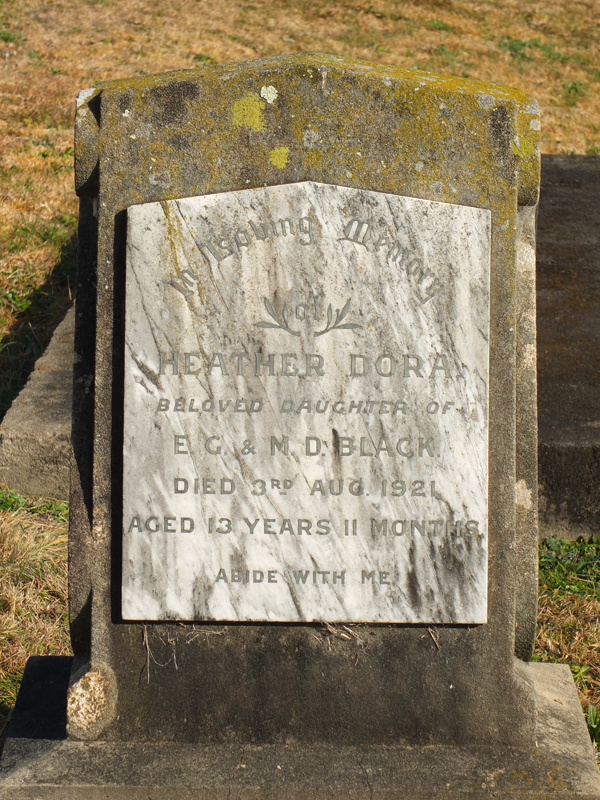 In Loving Memory
of
HEATHER DORA.
BELOVED DAUGHTER OF
E. G. & M. D. BLACK.
DIED 3RD AUG. 1921
AGED 13 YEARS 11 MONTHS
ABIDE WITH ME.